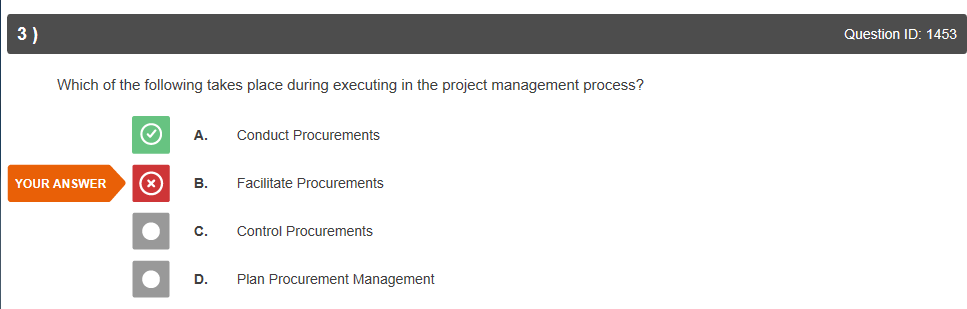 3 )
Question ID: 1453
Which of the following takes place during executing in the project management process?
A. Conduct Procurements
YOUR ANSWER B. Facilitate Procurements
C. Control Procurements
D. Plan Procurement Management